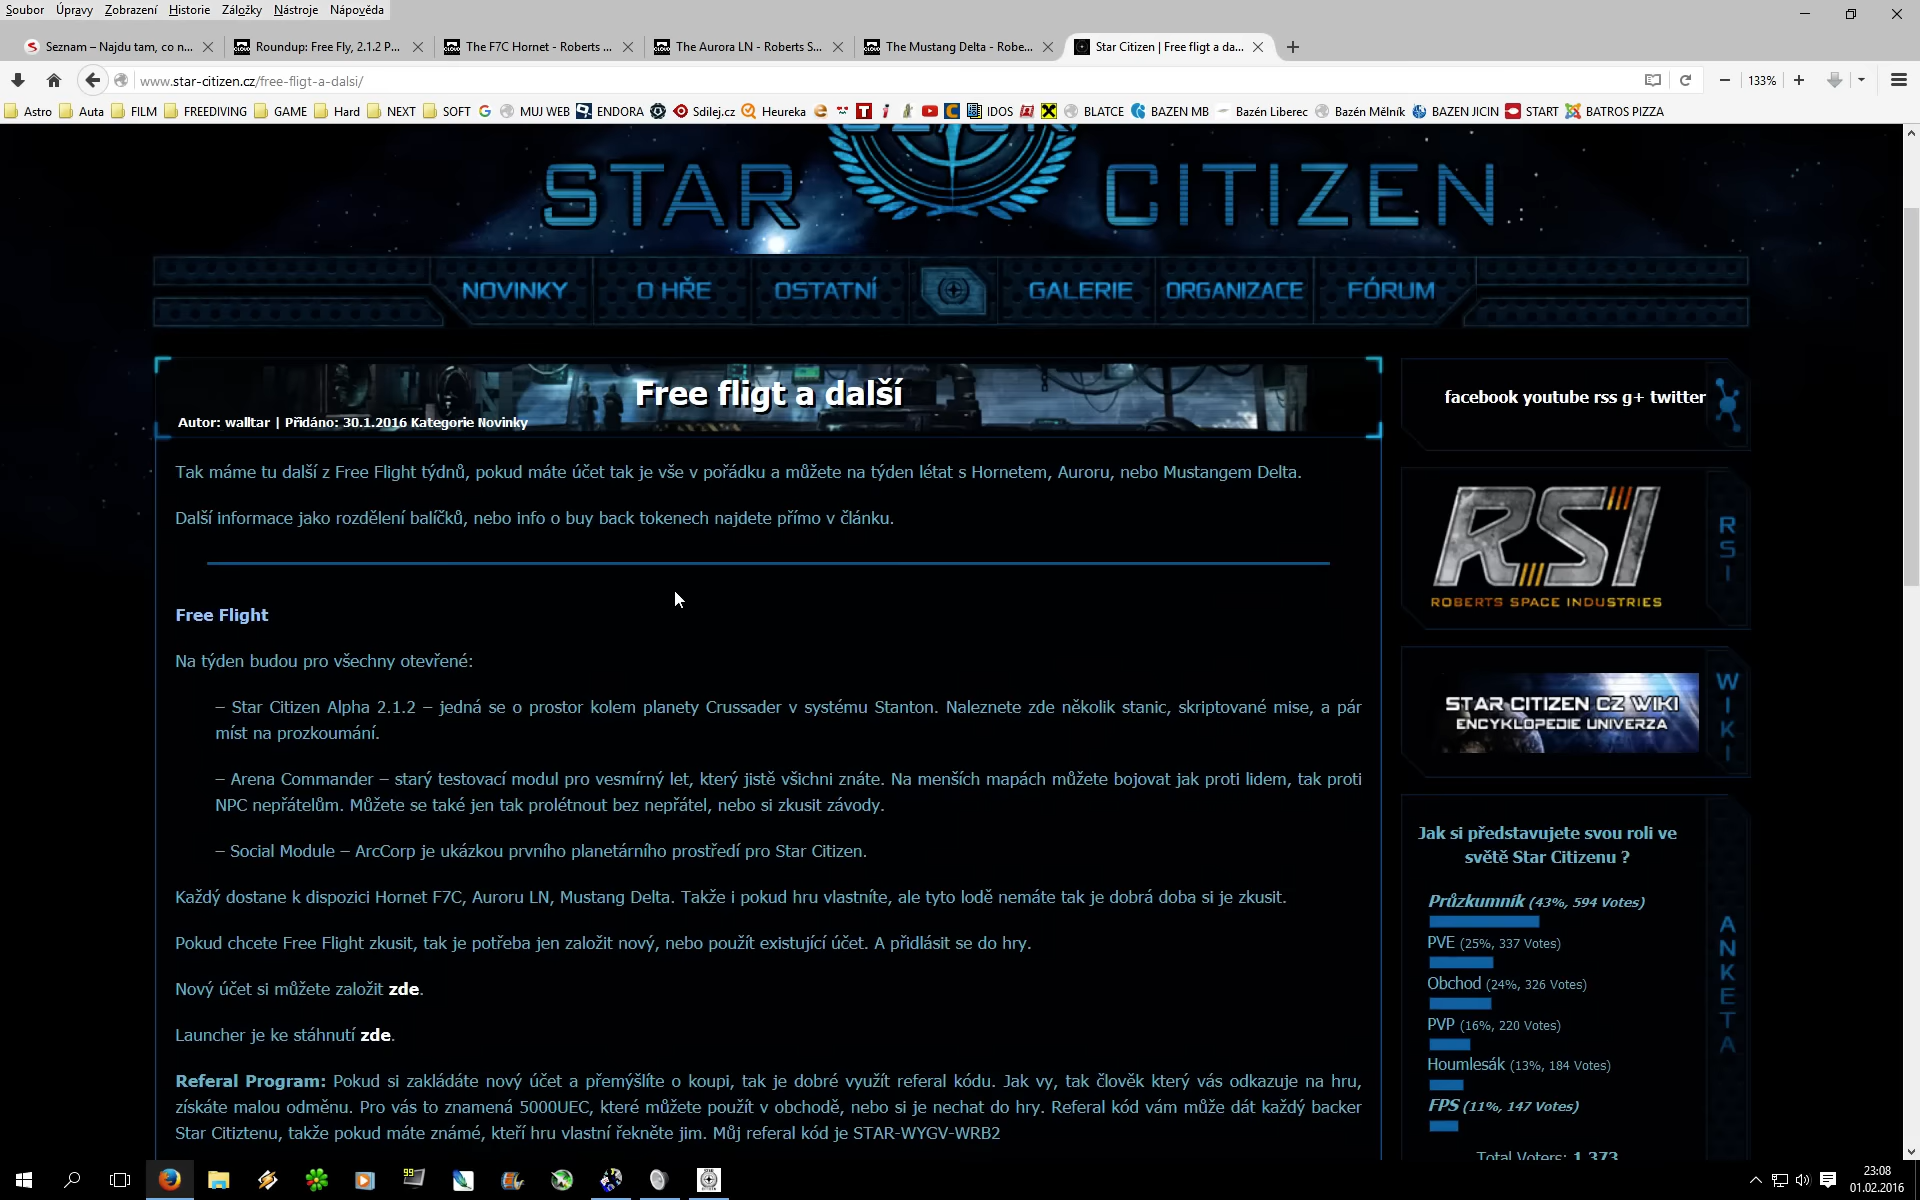 Soubor Úpravy Zobrazení Historie Záložky Nástroje Nápověda
Seznam – Najdu tam, co n... Roundup: Free Fly, 2.1.2 P... The F7C Hornet - Roberts ... The Aurora LN - Roberts S... The Mustang Delta - Robe... Star Citizen | Free fligt a da...
www.star-citizen.cz/free-fligt-a-dalsi/ 133%
Astro Auta FILM FREEDIVING GAME Hard NEXT SOFT MUJ WEB ENDORA Sdilej.cz Heureka IDOS BLATCE BAZEN MB Bazén Liberec Bazén Mělník BAZEN JICIN START BATROS PIZZA
STAR CITIZEN
NOVINKY O HŘE OSTATNÍ GALERIE ORGANIZACE FÓRUM
Free fligt a další
Autor: walltar | Přidáno: 30.1.2016 Kategorie Novinky
Tak máme tu další z Free Flight týdnů, pokud máte účet tak je vše v pořádku a můžete na týden létat s Hornetem, Auroru, nebo Mustangem Delta.
Další informace jako rozdělení balíčků, nebo info o buy back tokenech najdete přímo v článku.
Free Flight
Na týden budou pro všechny otevřené:
– Star Citizen Alpha 2.1.2 – jedná se o prostor kolem planety Crussader v systému Stanton. Naleznete zde několik stanic, skriptované mise, a pár
míst na prozkoumání.
– Arena Commander – starý testovací modul pro vesmírný let, který jistě všichni znáte. Na menších mapách můžete bojovat jak proti lidem, tak proti
NPC nepřátelům. Můžete se také jen tak prolétnout bez nepřátel, nebo si zkusit závody.
– Social Module – ArcCorp je ukázkou prvního planetárního prostředí pro Star Citizen.
Každý dostane k dispozici Hornet F7C, Auroru LN, Mustang Delta. Takže i pokud hru vlastníte, ale tyto lodě nemáte tak je dobrá doba si je zkusit.
Pokud chcete Free Flight zkusit, tak je potřeba jen založit nový, nebo použít existující účet. A přidlásit se do hry.
Nový účet si můžete založit zde.
Launcher je ke stáhnutí zde.
Referal Program: Pokud si zakládáte nový účet a přemýšlíte o koupi, tak je dobré využít referal kódu. Jak vy, tak člověk který vás odkazuje na hru,
získáte malou odměnu. Pro vás to znamená 5000UEC, které můžete použít v obchodě, nebo si je nechat do hry. Referal kód vám může dát každý backer
Star Citiztenu, takže pokud máte známé, kteří hru vlastní řekněte jim. Můj referal kód je STAR-WYGV-WRB2
facebook youtube rss g+ twitter
RSI
ROBERTS SPACE INDUSTRIES
RSI
STAR CITIZEN CZ WIKI
ENCYKLOPEDIE UNIVERZA
WIKI
Jak si představujete svou roli ve
světě Star Citizenu ?
Průzkumník (43%, 594 Votes)
PVE (25%, 337 Votes)
Obchod (24%, 326 Votes)
PVP (16%, 220 Votes)
Houmlesák (13%, 184 Votes)
FPS (11%, 147 Votes)
Total Voters: 1,373
ANKETA
99
23:08
01.02.2016